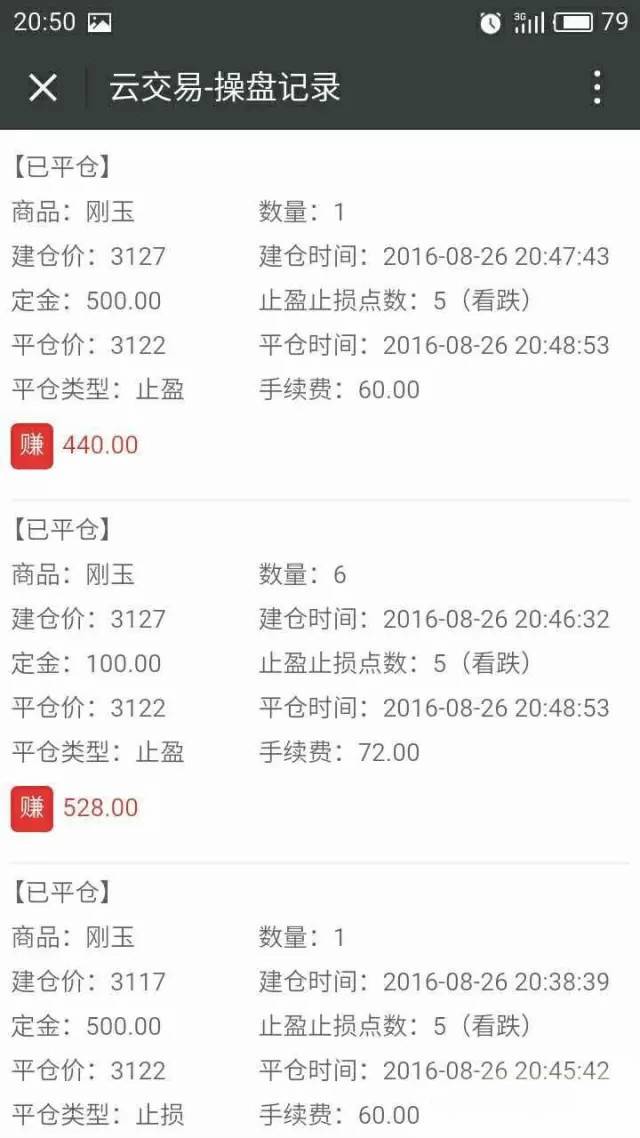 20:50 3G 79
云交易-操盘记录
【已平仓】
商品：刚玉 数量：1
建仓价：3127 建仓时间：2016-08-26 20:47:43
定金：500.00 止盈止损点数：5（看跌）
平仓价：3122 平仓时间：2016-08-26 20:48:53
平仓类型：止盈 手续费：60.00
赚 440.00
【已平仓】
商品：刚玉 数量：6
建仓价：3127 建仓时间：2016-08-26 20:46:32
定金：100.00 止盈止损点数：5（看跌）
平仓价：3122 平仓时间：2016-08-26 20:48:53
平仓类型：止盈 手续费：72.00
赚 528.00
【已平仓】
商品：刚玉 数量：1
建仓价：3117 建仓时间：2016-08-26 20:38:39
定金：500.00 止盈止损点数：5（看跌）
平仓价：3122 平仓时间：2016-08-26 20:45:42
平仓类型：止损 手续费：60.00